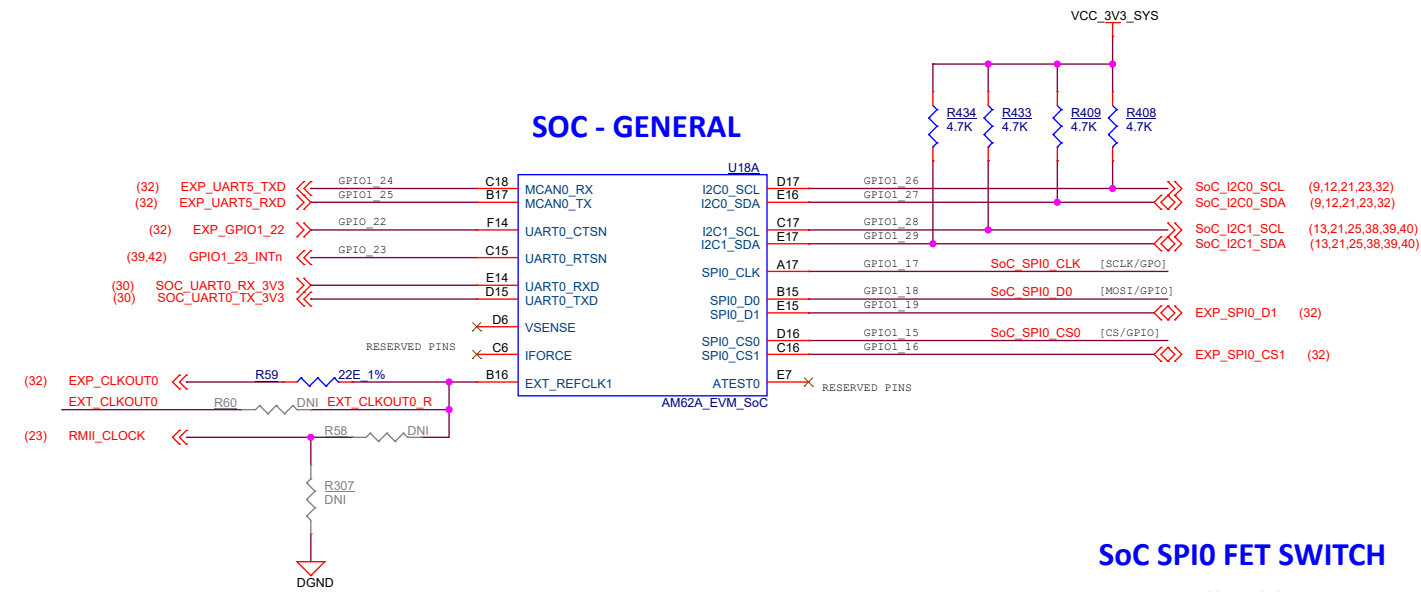 VCC_3V3_SYS
R434 R433 R409 R408
4.7K 4.7K 4.7K 4.7K
SOC - GENERAL
U18A
(32) EXP_UART5_TXD GPIO1_24 C18 MCAN0_RX I2C0_SCL D17 GPIO1_26 SoC_I2C0_SCL (9,12,21,23,32)
(32) EXP_UART5_RXD GPIO1_25 B17 MCAN0_TX I2C0_SDA E16 GPIO1_27 SoC_I2C0_SDA (9,12,21,23,32)
(32) EXP_GPIO1_22 GPIO_22 F14 UART0_CTSN I2C1_SCL C17 GPIO1_28 SoC_I2C1_SCL (13,21,25,38,39,40)
I2C1_SDA E17 GPIO1_29 SoC_I2C1_SDA (13,21,25,38,39,40)
(39,42) GPIO1_23_INTn GPIO_23 C15 UART0_RTSN
SPI0_CLK A17 GPIO1_17 SoC_SPI0_CLK [SCLK/GPO]
(30) SOC_UART0_RX_3V3 E14 UART0_RXD
(30) SOC_UART0_TX_3V3 D15 UART0_TXD SPI0_D0 B15 GPIO1_18 SoC_SPI0_D0 [MOSI/GPIO]
SPI0_D1 E15 GPIO1_19 EXP_SPI0_D1 (32)
D6 VSENSE
SPI0_CS0 D16 GPIO1_15 SoC_SPI0_CS0 [CS/GPIO]
RESERVED PINS C6 IFORCE SPI0_CS1 C16 GPIO1_16 EXP_SPI0_CS1 (32)
(32) EXP_CLKOUT0 R59 22E_1% B16 EXT_REFCLK1 ATEST0 E7 RESERVED PINS
EXT_CLKOUT0 R60 DNI EXT_CLKOUT0_R AM62A_EVM_SoC
(23) RMII_CLOCK R58 DNI
R307
DNI
DGND
SoC SPI0 FET SWITCH